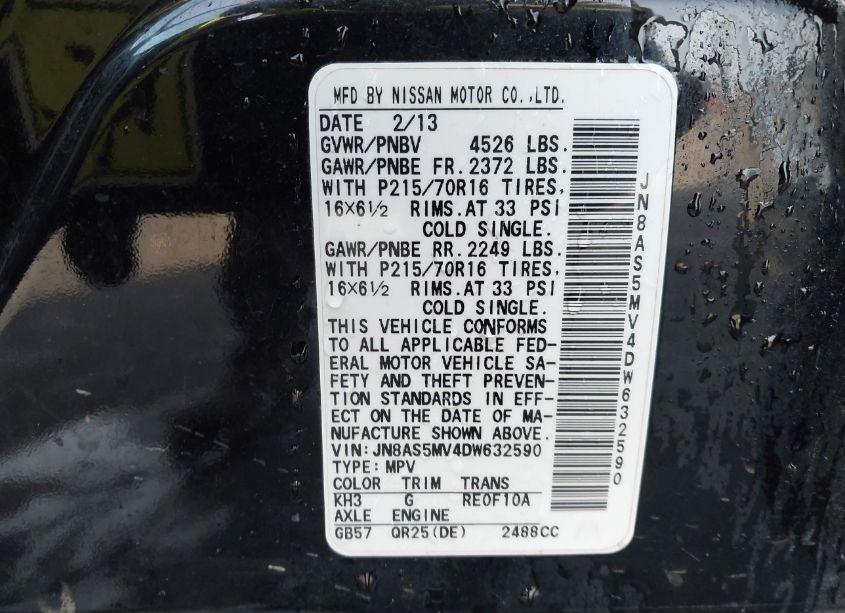 MFD BY NISSAN MOTOR CO.,LTD.
DATE 2/13
GVWR/PNBV 4526 LBS.
GAWR/PNBE FR. 2372 LBS.
WITH P215/70R16 TIRES,
16X6½ RIMS.AT 33 PSI
COLD SINGLE.
GAWR/PNBE RR. 2249 LBS.
WITH P215/70R16 TIRES,
16X6½ RIMS.AT 33 PSI
COLD SINGLE.
THIS VEHICLE CONFORMS
TO ALL APPLICABLE FED-
ERAL MOTOR VEHICLE SA-
FETY AND THEFT PREVEN-
TION STANDARDS IN EFF-
ECT ON THE DATE OF MA-
NUFACTURE SHOWN ABOVE.
VIN:JN8AS5MV4DW632590
TYPE:MPV
COLOR TRIM TRANS
KH3 G RE0F10A
AXLE ENGINE
GB57 QR25(DE) 2488CC
JN8AS5MV4DW632590